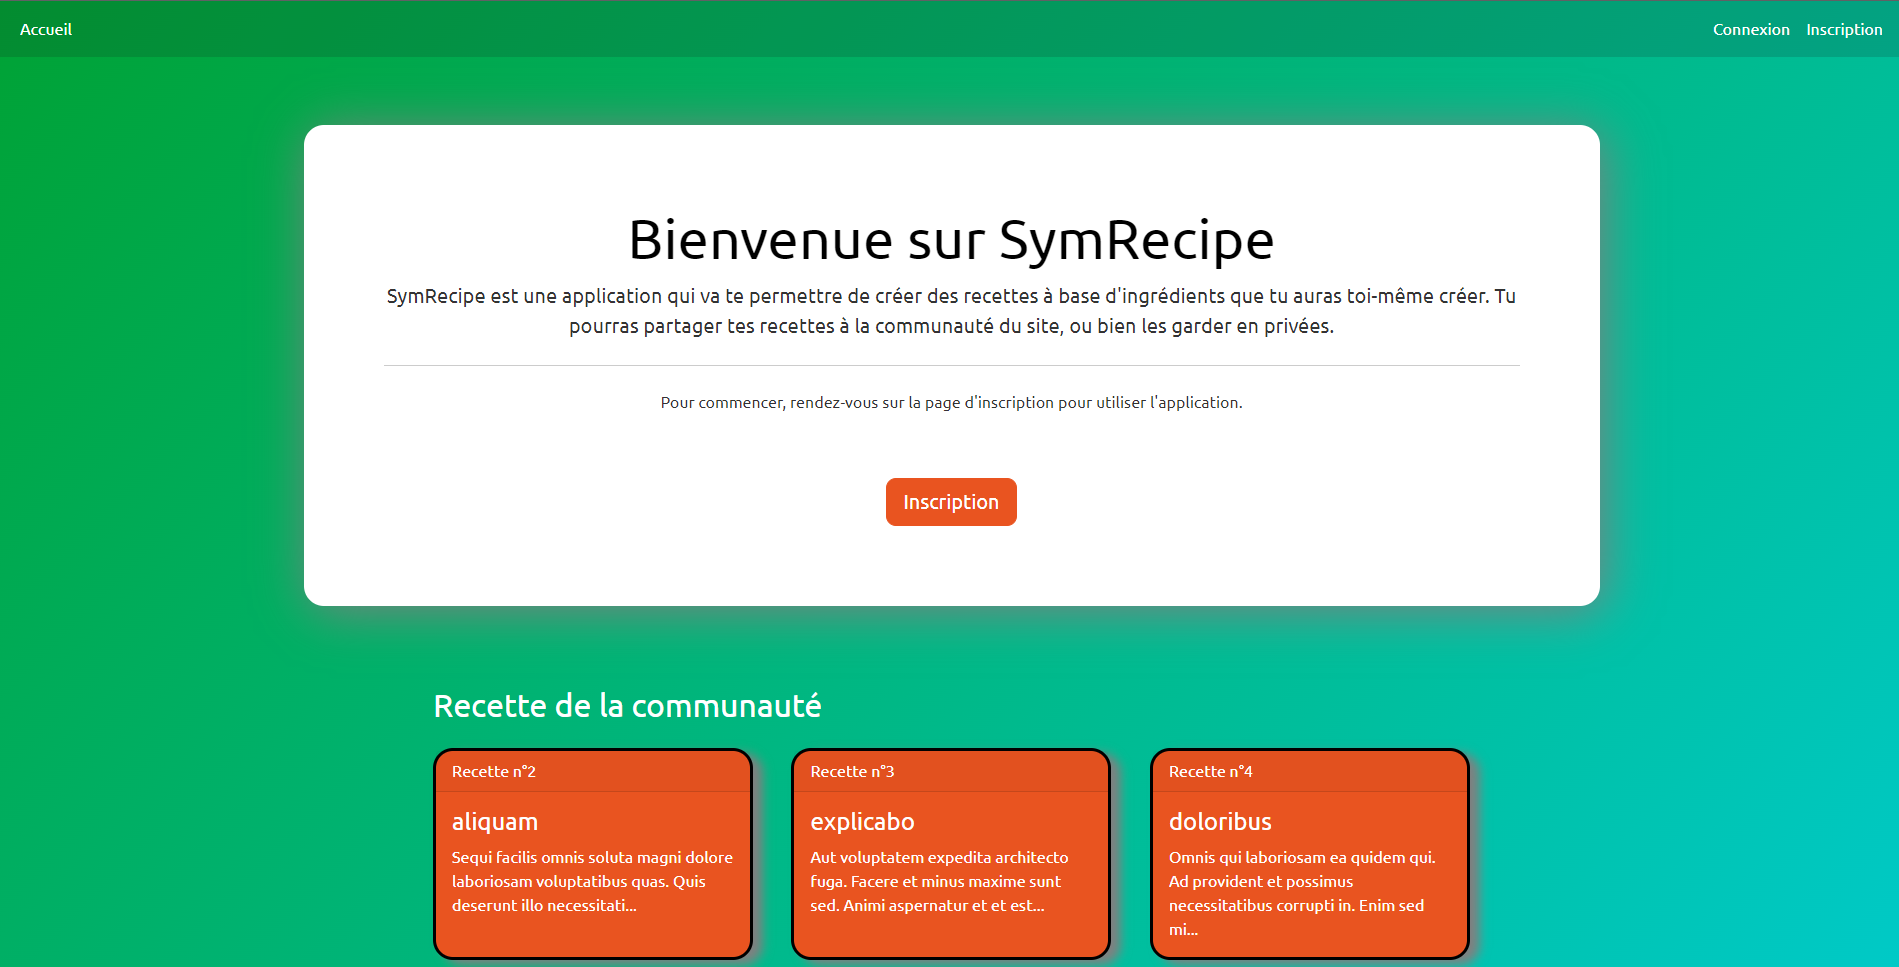 Accueil
Connexion
Inscription
Bienvenue sur SymRecipe
SymRecipe est une application qui va te permettre de créer des recettes à base d'ingrédients que tu auras toi-même créer. Tu
pourras partager tes recettes à la communauté du site, ou bien les garder en privées.
Pour commencer, rendez-vous sur la page d'inscription pour utiliser l'application.
Inscription
Recette de la communauté
Recette n°2
aliquam
Sequi facilis omnis soluta magni dolore
laboriosam voluptatibus quas. Quis
deserunt illo necessitati...
Recette n°3
explicabo
Aut voluptatem expedita architecto
fuga. Facere et minus maxime sunt
sed. Animi aspernatur et et est...
Recette n°4
doloribus
Omnis qui laboriosam ea quidem qui.
Ad provident et possimus
necessitatibus corrupti in. Enim sed
mi...